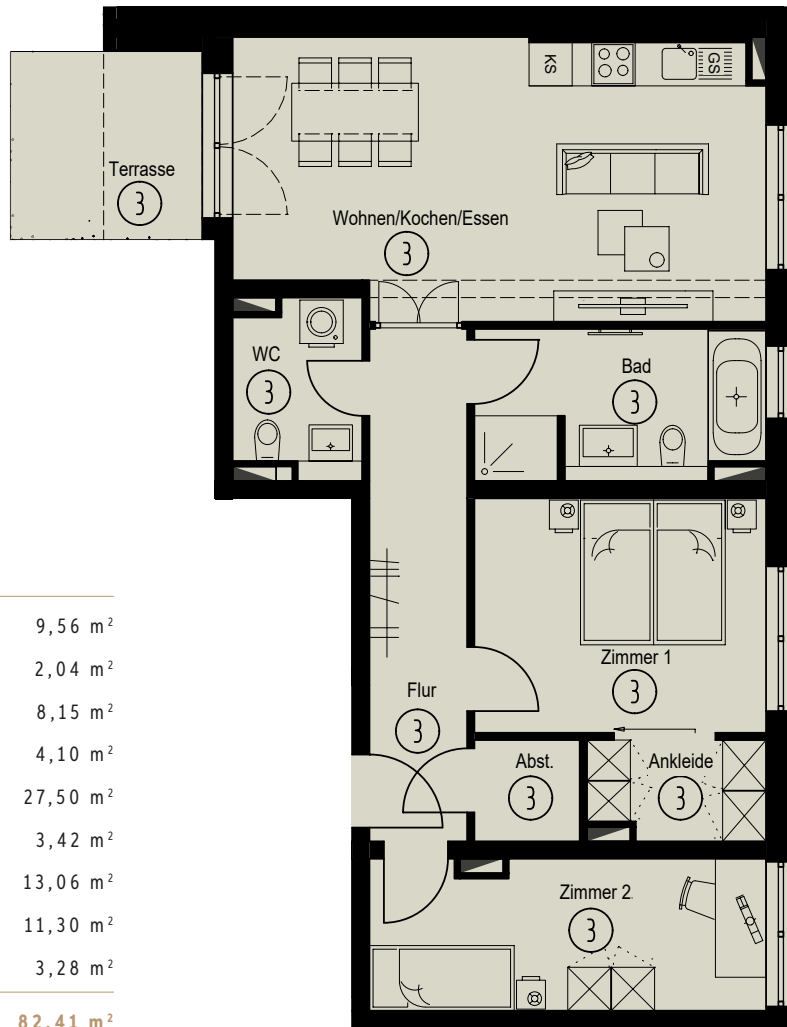 KS
GS
Terrasse
3
Wohnen/Kochen/Essen
3
WC
3
Bad
3
9,56 m²
2,04 m²
8,15 m²
4,10 m²
27,50 m²
3,42 m²
13,06 m²
11,30 m²
3,28 m²
82,41 m²
Zimmer 1
3
Flur
3
Abst.
3
Ankleide
3
Zimmer 2
3